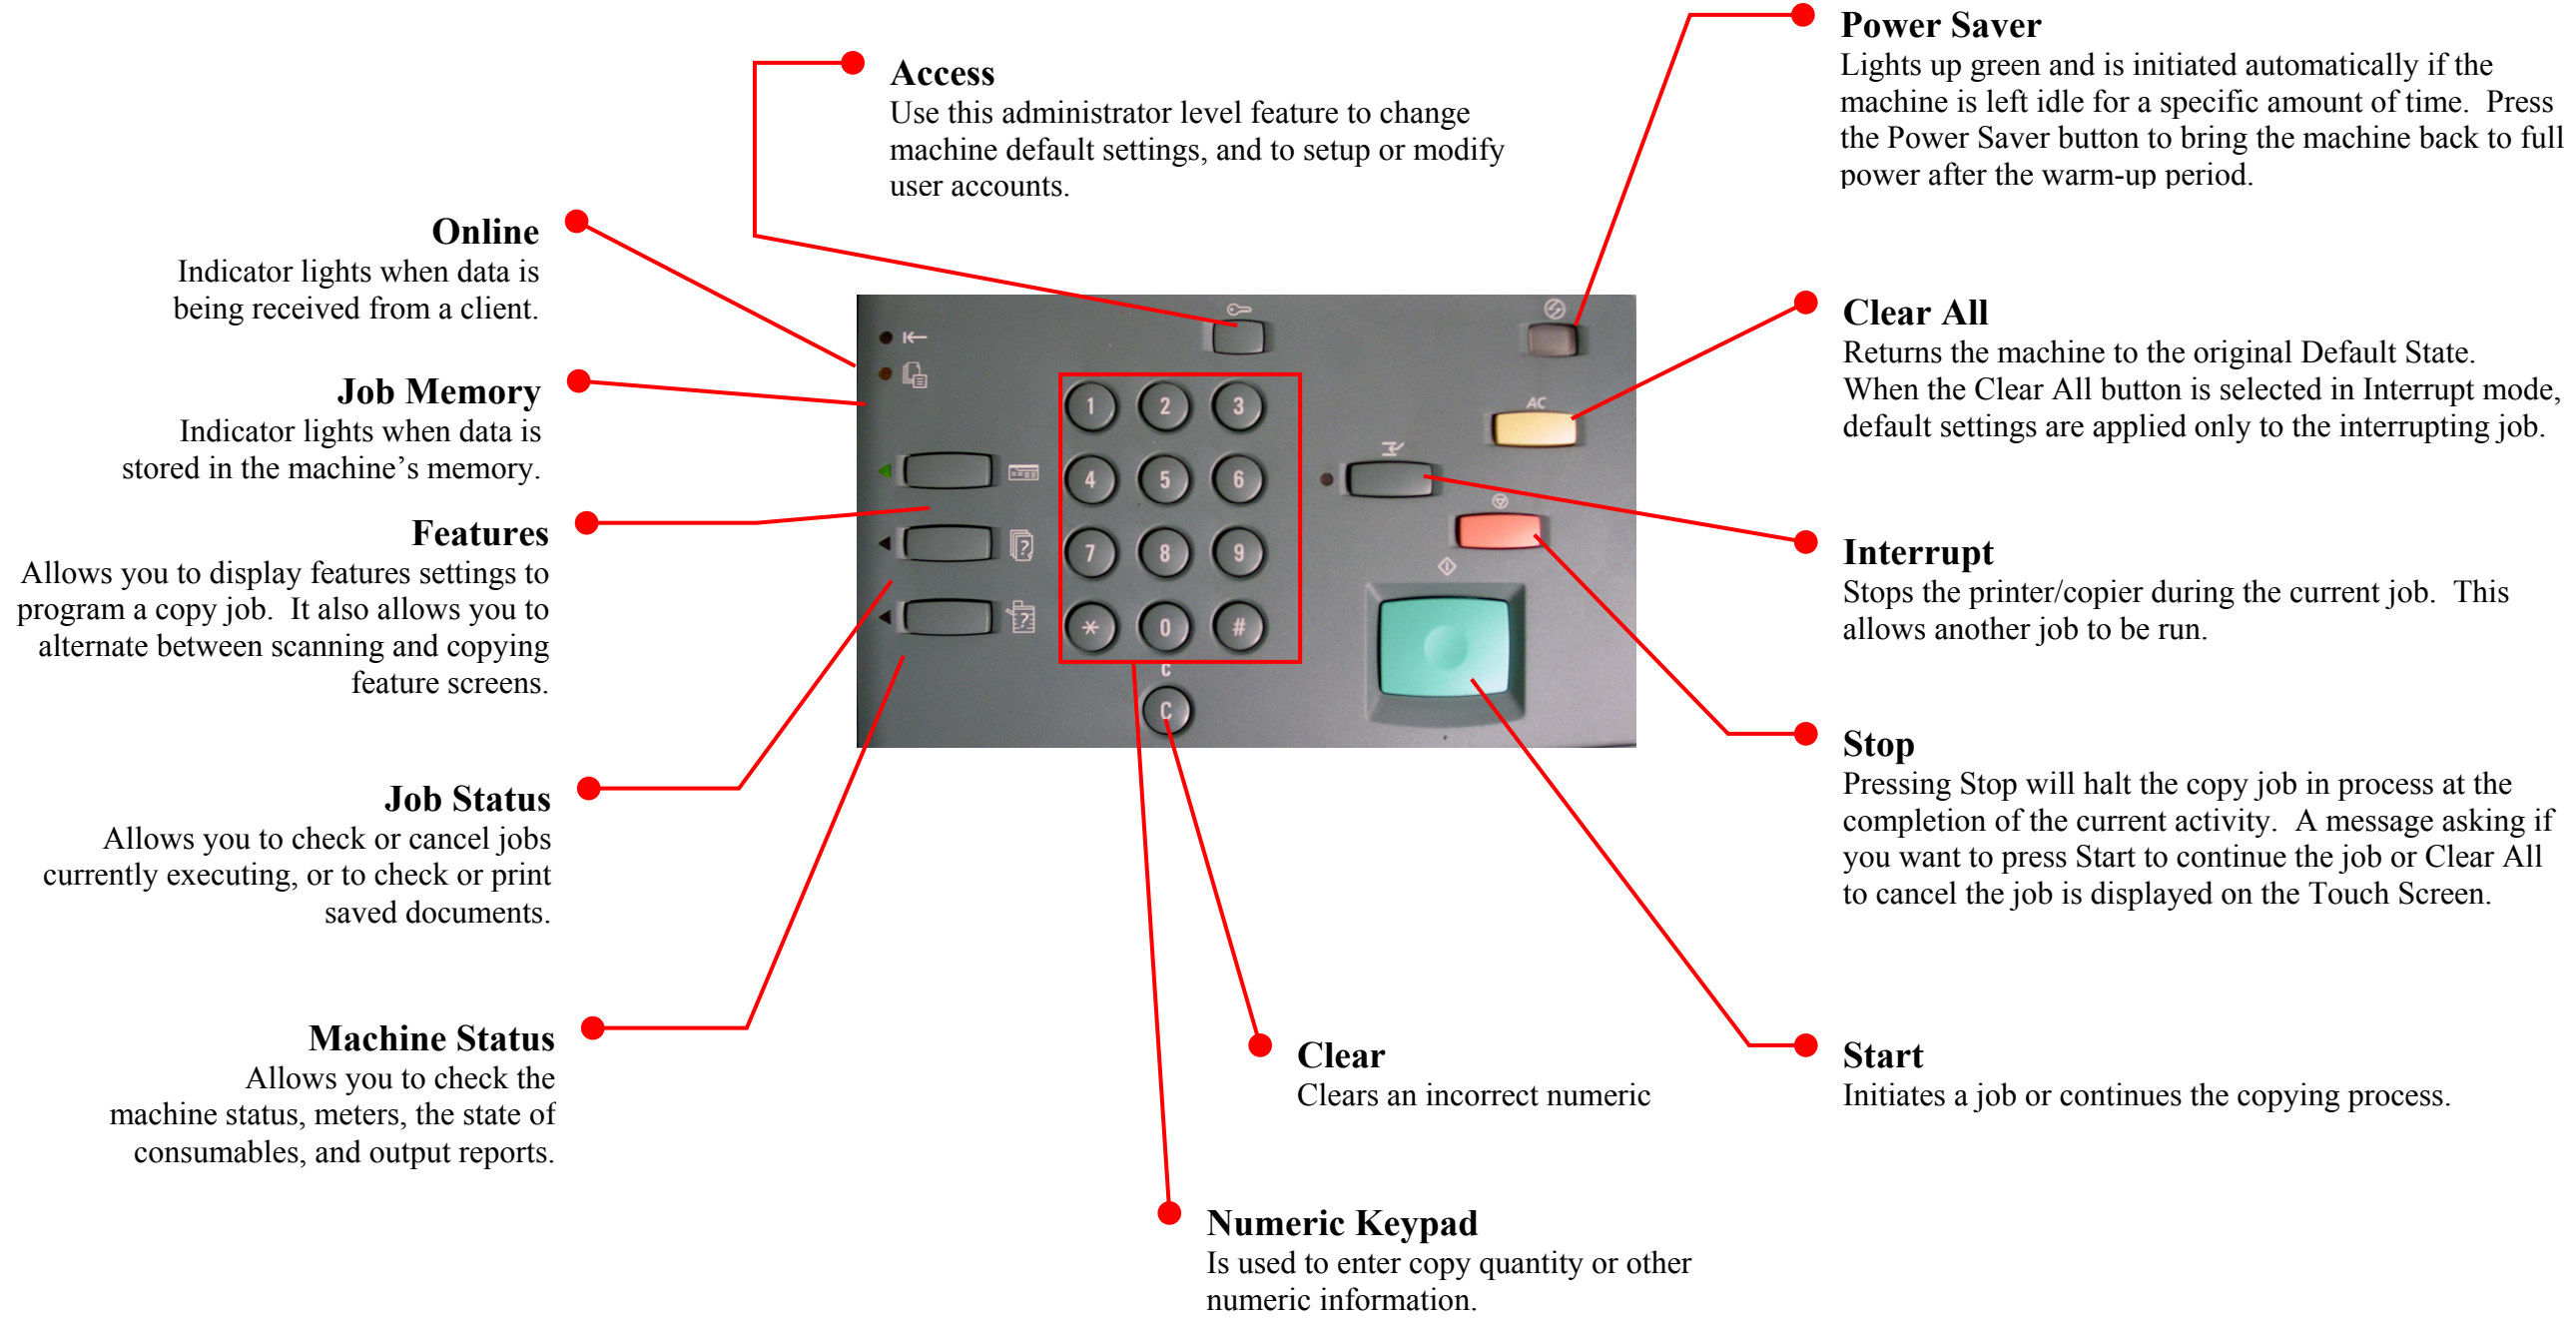 Power Saver
Lights up green and is initiated automatically if the
machine is left idle for a specific amount of time.  Press
the Power Saver button to bring the machine back to full
power after the warm-up period.
Access
Use this administrator level feature to change
machine default settings, and to setup or modify
user accounts.
Online
Indicator lights when data is
being received from a client.
Job Memory
Indicator lights when data is
stored in the machine’s memory.
Features
Allows you to display features settings to
program a copy job.  It also allows you to
alternate between scanning and copying
feature screens.
Job Status
Allows you to check or cancel jobs
currently executing, or to check or print
saved documents.
Machine Status
Allows you to check the
machine status, meters, the state of
consumables, and output reports.
1 2 3
4 5 6
7 8 9
* 0 #
C
C
AC
Clear All
Returns the machine to the original Default State.
When the Clear All button is selected in Interrupt mode,
default settings are applied only to the interrupting job.
Interrupt
Stops the printer/copier during the current job.  This
allows another job to be run.
Stop
Pressing Stop will halt the copy job in process at the
completion of the current activity.  A message asking if
you want to press Start to continue the job or Clear All
to cancel the job is displayed on the Touch Screen.
Start
Initiates a job or continues the copying process.
Clear
Clears an incorrect numeric
Numeric Keypad
Is used to enter copy quantity or other
numeric information.